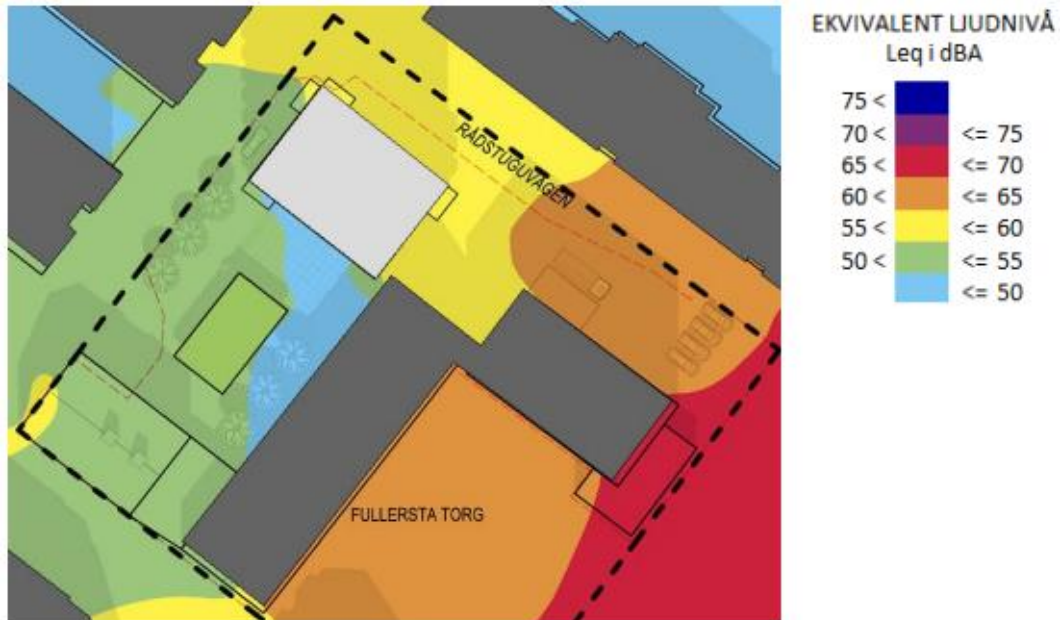 EKVIVALENT LJUDNIVÅ
Leq i dBA
75 <
70 < <= 75
65 < <= 70
60 < <= 65
55 < <= 60
50 < <= 55
<= 50
RÅDSTUGUVÄGEN
FULLERSTA TORG